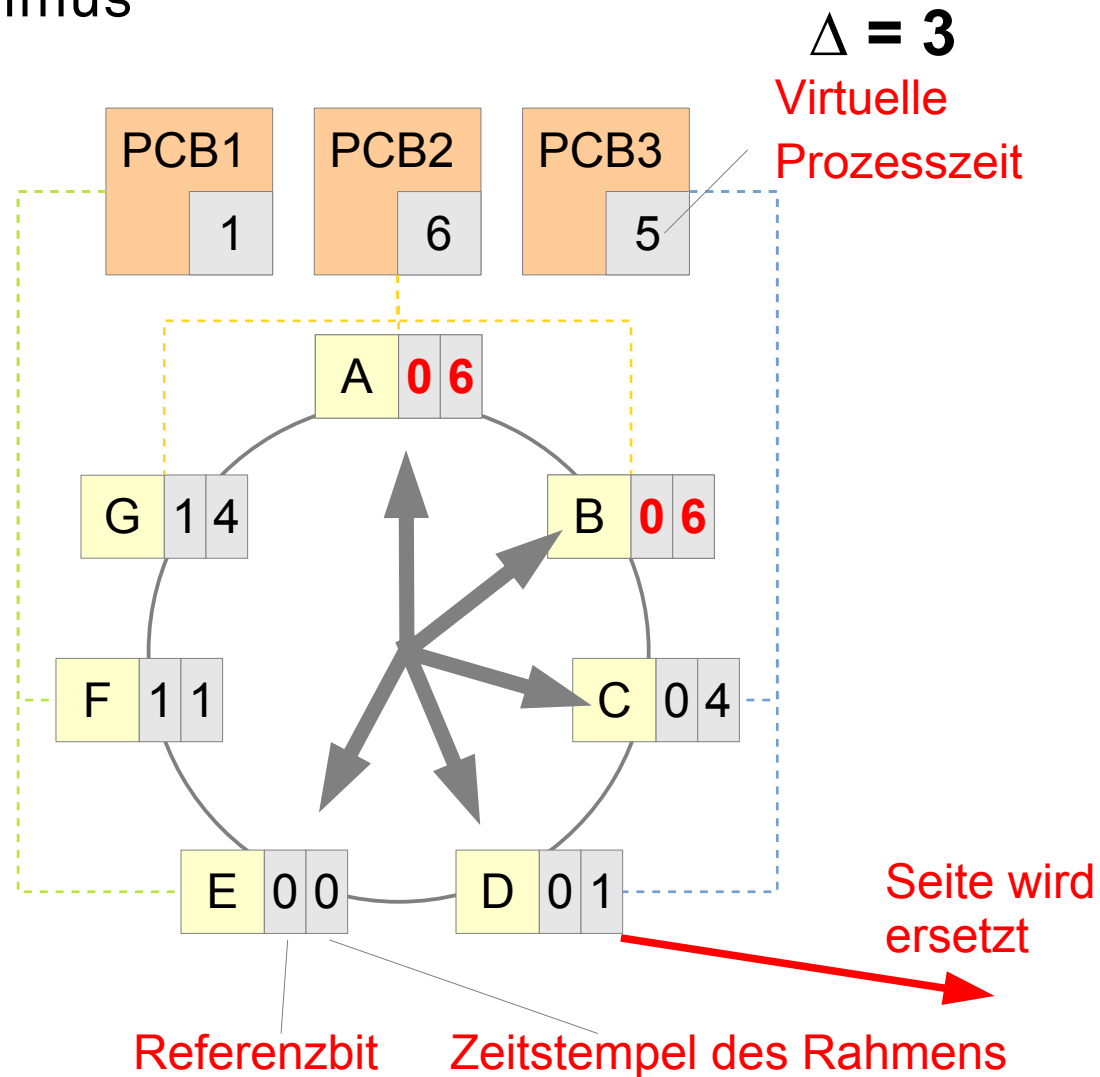 Δ = 3
Virtuelle
Prozesszeit
PCB1 PCB2 PCB3
1 6 5
A 0 6
G 1 4
B 0 6
F 1 1
C 0 4
E 0 0
D 0 1
Seite wird
ersetzt
Referenzbit Zeitstempel des Rahmens